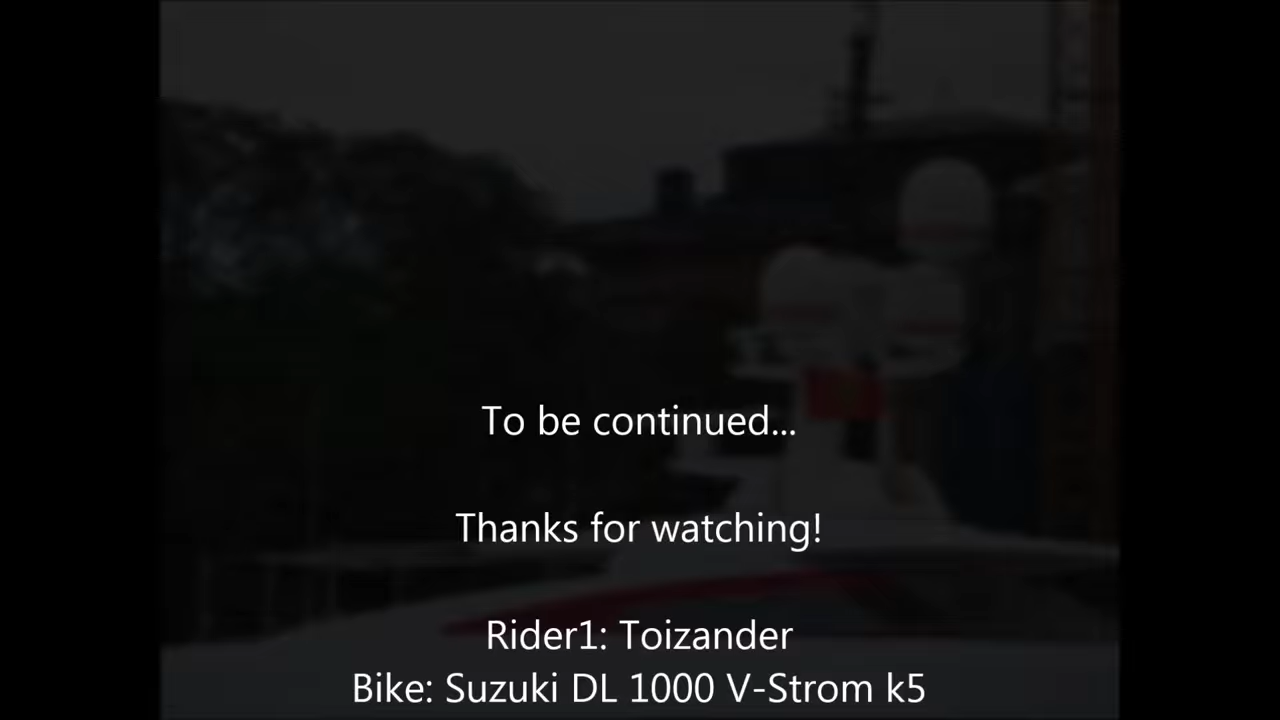 To be continued...
Thanks for watching!
Rider1: Toizander
Bike: Suzuki DL 1000 V-Strom k5